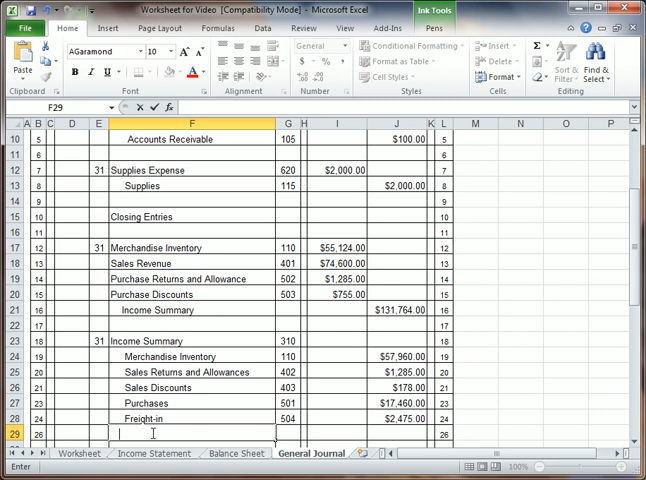 Worksheet for Video [Compatibility Mode] - Microsoft Excel
Ink Tools
File Home Insert Page Layout Formulas Data Review View Add-Ins Pens
Paste
AGaramond 10
B I U
General
$ % ,
Conditional Formatting
Format as Table
Cell Styles
Insert
Delete
Format
Sort & Filter
Find & Select
Clipboard Font Alignment Number Styles Cells Editing
F29 fx
A B C D E F G H I J K L M N O P
10 5 Accounts Receivable 105 $100.00 5
11 6 6
12 7 31 Supplies Expense 620 $2,000.00 7
13 8 Supplies 115 $2,000.00 8
14 9 9
15 10 Closing Entries 10
16 11 11
17 12 31 Merchandise Inventory 110 $55,124.00 12
18 13 Sales Revenue 401 $74,600.00 13
19 14 Purchase Returns and Allowance 502 $1,285.00 14
20 15 Purchase Discounts 503 $755.00 15
21 16 Income Summary $131,764.00 16
22 17 17
23 18 31 Income Summary 310 18
24 19 Merchandise Inventory 110 $57,960.00 19
25 20 Sales Returns and Allowances 402 $1,285.00 20
26 21 Sales Discounts 403 $178.00 21
27 23 Purchases 501 $17,460.00 23
28 24 Freight-in 504 $2,475.00 24
29 26 26
Worksheet Income Statement Balance Sheet General Journal
Enter 100%